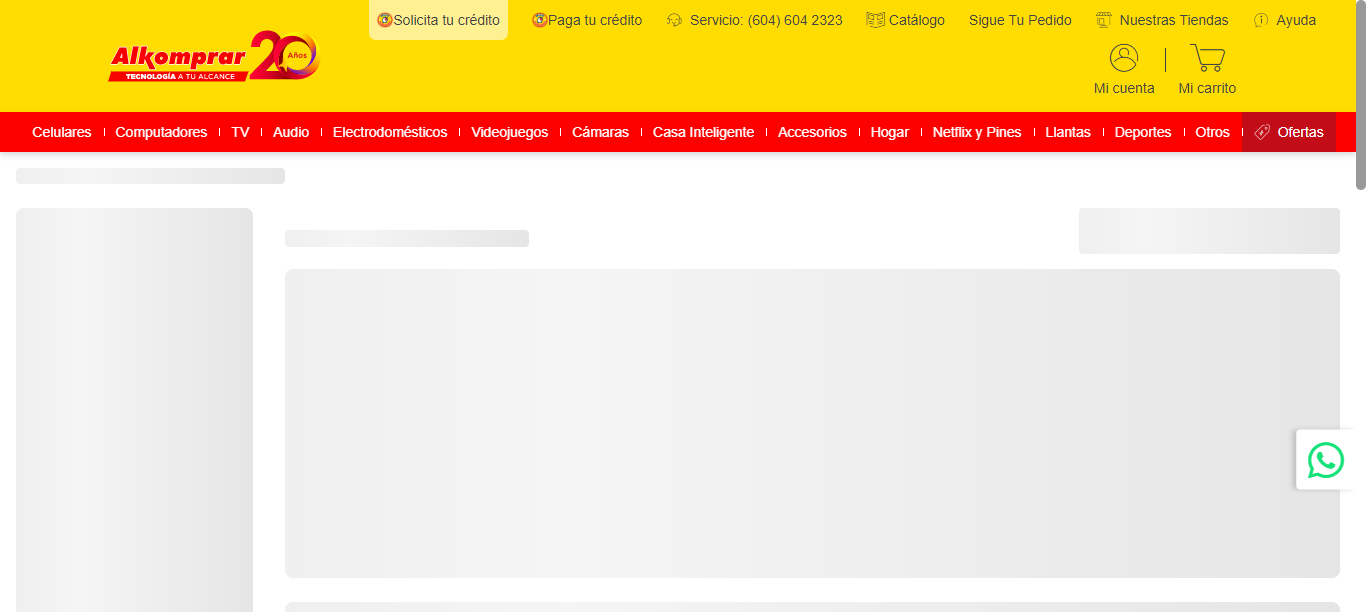 Solicita tu crédito
Paga tu crédito
Servicio: (604) 604 2323
Catálogo
Sigue Tu Pedido
Nuestras Tiendas
Ayuda
Alkomprar 20 Años
TECNOLOGÍA A TU ALCANCE
Mi cuenta
Mi carrito
Celulares
Computadores
TV
Audio
Electrodomésticos
Videojuegos
Cámaras
Casa Inteligente
Accesorios
Hogar
Netflix y Pines
Llantas
Deportes
Otros
Ofertas